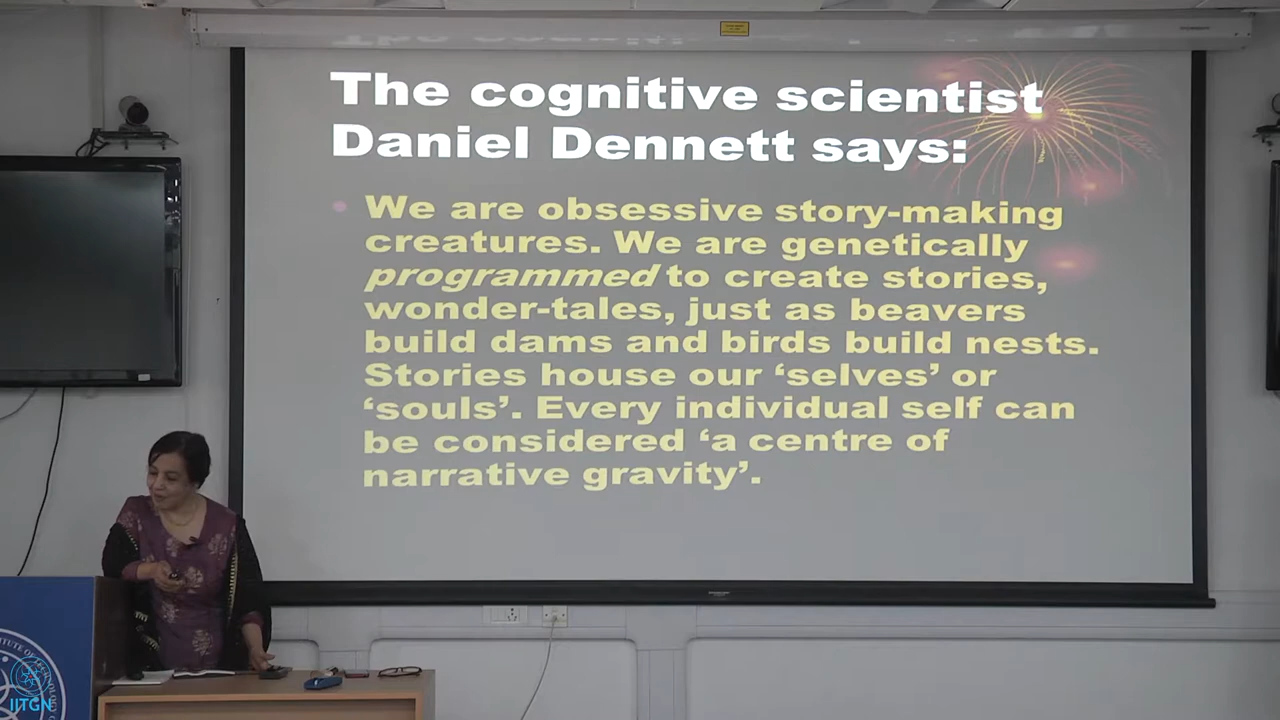 The cognitive scientist
Daniel Dennett says:
• We are obsessive story-making
creatures. We are genetically
programmed to create stories,
wonder-tales, just as beavers
build dams and birds build nests.
Stories house our ‘selves’ or
‘souls’. Every individual self can
be considered ‘a centre of
narrative gravity’.
IITGN